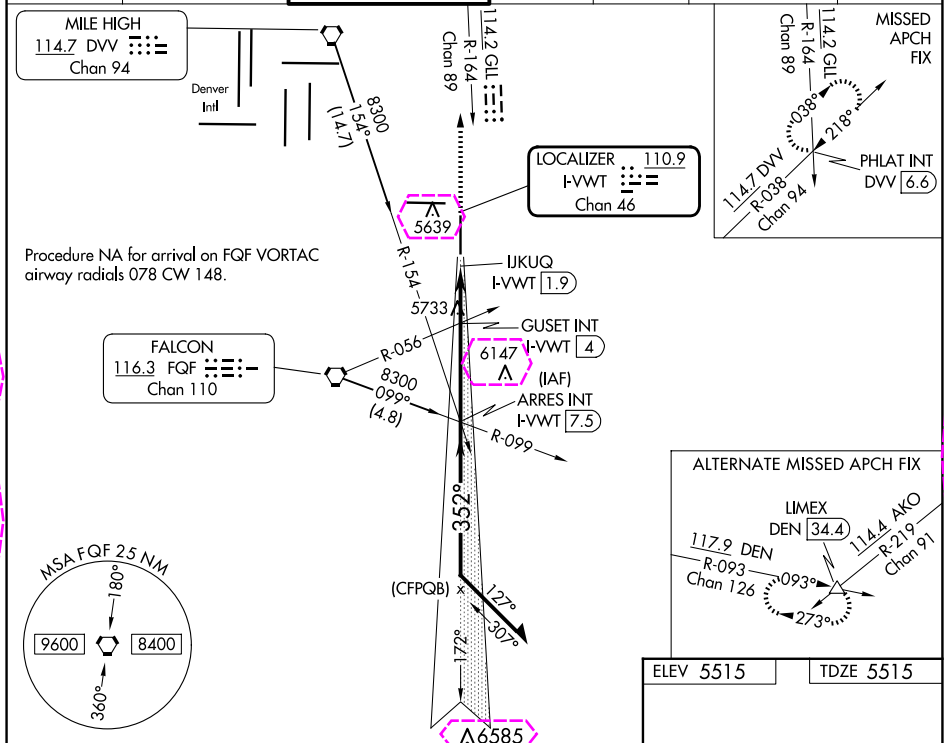 MILE HIGH
114.7 DVV
Chan 94
Denver
Intl
8300
154°
(14.7)
R-154
114.2 GLL
R-164
Chan 89
LOCALIZER 110.9
I-VWT
Chan 46
MISSED
APCH
FIX
114.2 GLL
R-164
Chan 89
038°
218°
114.7 DVV
R-038
Chan 94
PHLAT INT
DVV 6.6
5639
Procedure NA for arrival on FQF VORTAC
airway radials 078 CW 148.
IJKUQ
I-VWT 1.9
5733
GUSET INT
I-VWT 4
R-056
6147
FALCON
116.3 FQF
Chan 110
8300
099°
(4.8)
(IAF)
ARRES INT
I-VWT 7.5
R-099
352°
(CFPQB) x
127°
307°
172°
6585
MSA FQF 25 NM
180°
9600
8400
360°
ALTERNATE MISSED APCH FIX
LIMEX
DEN 34.4
117.9 DEN
R-093
Chan 126
093°
273°
114.4 AKO
R-219
Chan 91
ELEV 5515
TDZE 5515